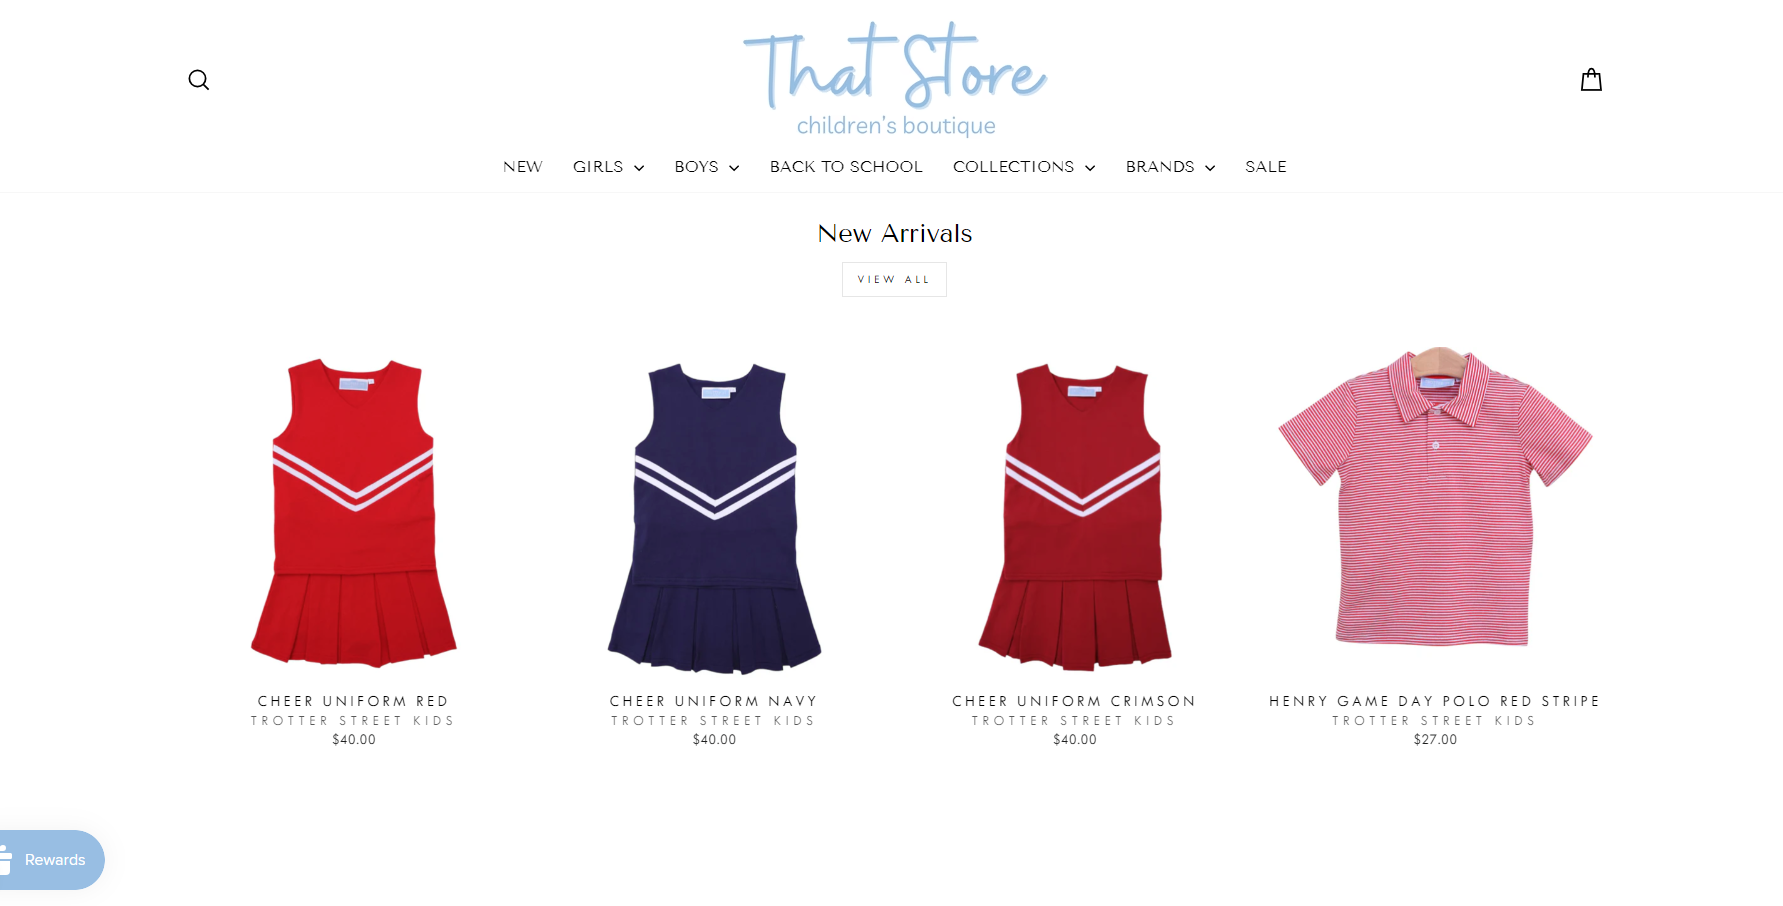 That Store
children's boutique
NEW GIRLS BOYS BACK TO SCHOOL COLLECTIONS BRANDS SALE
New Arrivals
VIEW ALL
CHEER UNIFORM RED
TROTTER STREET KIDS
$40.00
CHEER UNIFORM NAVY
TROTTER STREET KIDS
$40.00
CHEER UNIFORM CRIMSON
TROTTER STREET KIDS
$40.00
HENRY GAME DAY POLO RED STRIPE
TROTTER STREET KIDS
$27.00
Rewards